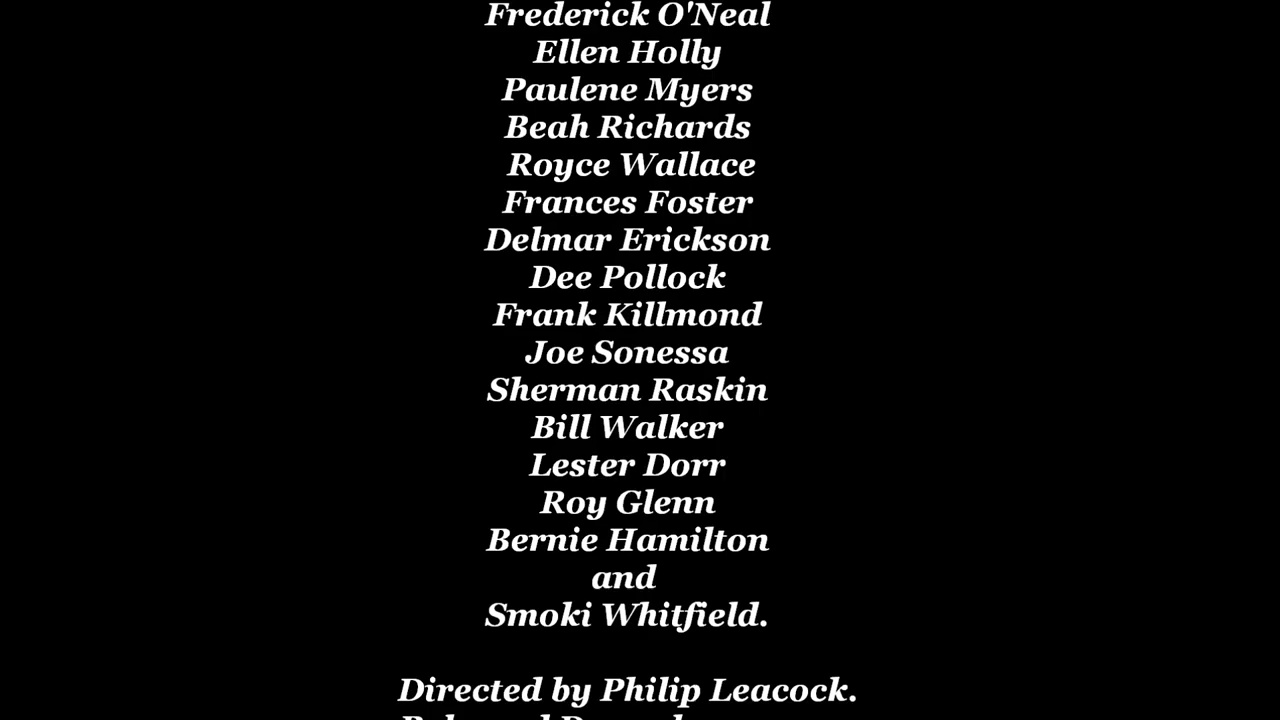 Frederick O'Neal
Ellen Holly
Paulene Myers
Beah Richards
Royce Wallace
Frances Foster
Delmar Erickson
Dee Pollock
Frank Killmond
Joe Sonessa
Sherman Raskin
Bill Walker
Lester Dorr
Roy Glenn
Bernie Hamilton
and
Smoki Whitfield.
Directed by Philip Leacock.